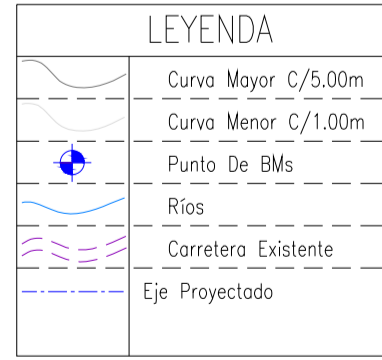 LEYENDA
Curva Mayor C/5.00m
Curva Menor C/1.00m
Punto De BMs
Ríos
Carretera Existente
Eje Proyectado